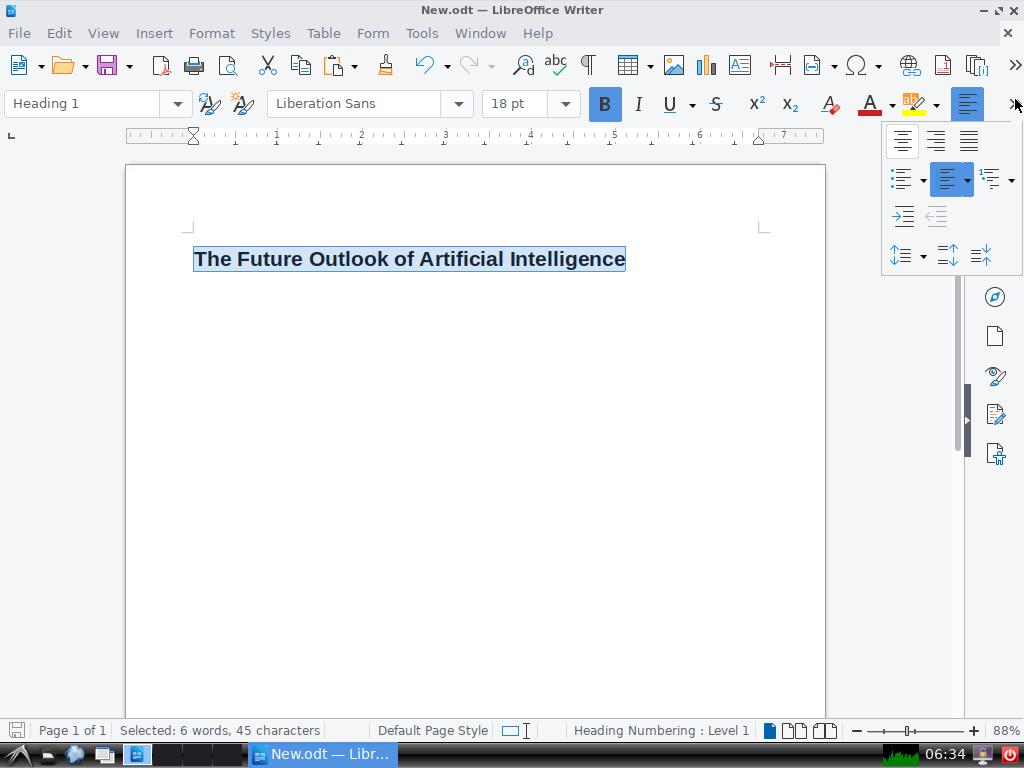 New.odt — LibreOffice Writer
File Edit View Insert Format Styles Table Form Tools Window Help
Heading 1 Liberation Sans 18 pt
1 2 3 4 5 6 7
The Future Outlook of Artificial Intelligence
Page 1 of 1 Selected: 6 words, 45 characters Default Page Style Heading Numbering : Level 1 88%
New.odt — Libr... 06:34